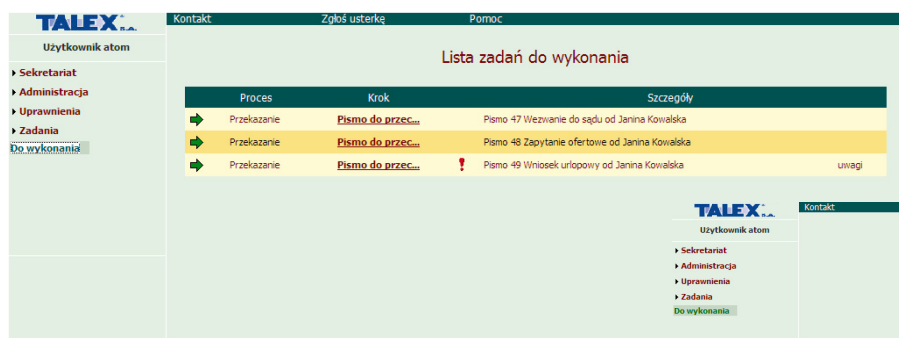 TALEX S.A.
Kontakt Zgłoś usterkę Pomoc
Użytkownik atom
Lista zadań do wykonania
Sekretariat
Administracja
Uprawnienia
Zadania
Do wykonania
Proces Krok Szczegóły
Przekazanie Pismo do przec... Pismo 47 Wezwanie do sądu od Janina Kowalska
Przekazanie Pismo do przec... Pismo 48 Zapytanie ofertowe od Janina Kowalska
Przekazanie Pismo do przec... ! Pismo 49 Wniosek urlopowy od Janina Kowalska uwagi
TALEX S.A.
Kontakt
Użytkownik atom
Sekretariat
Administracja
Uprawnienia
Zadania
Do wykonania